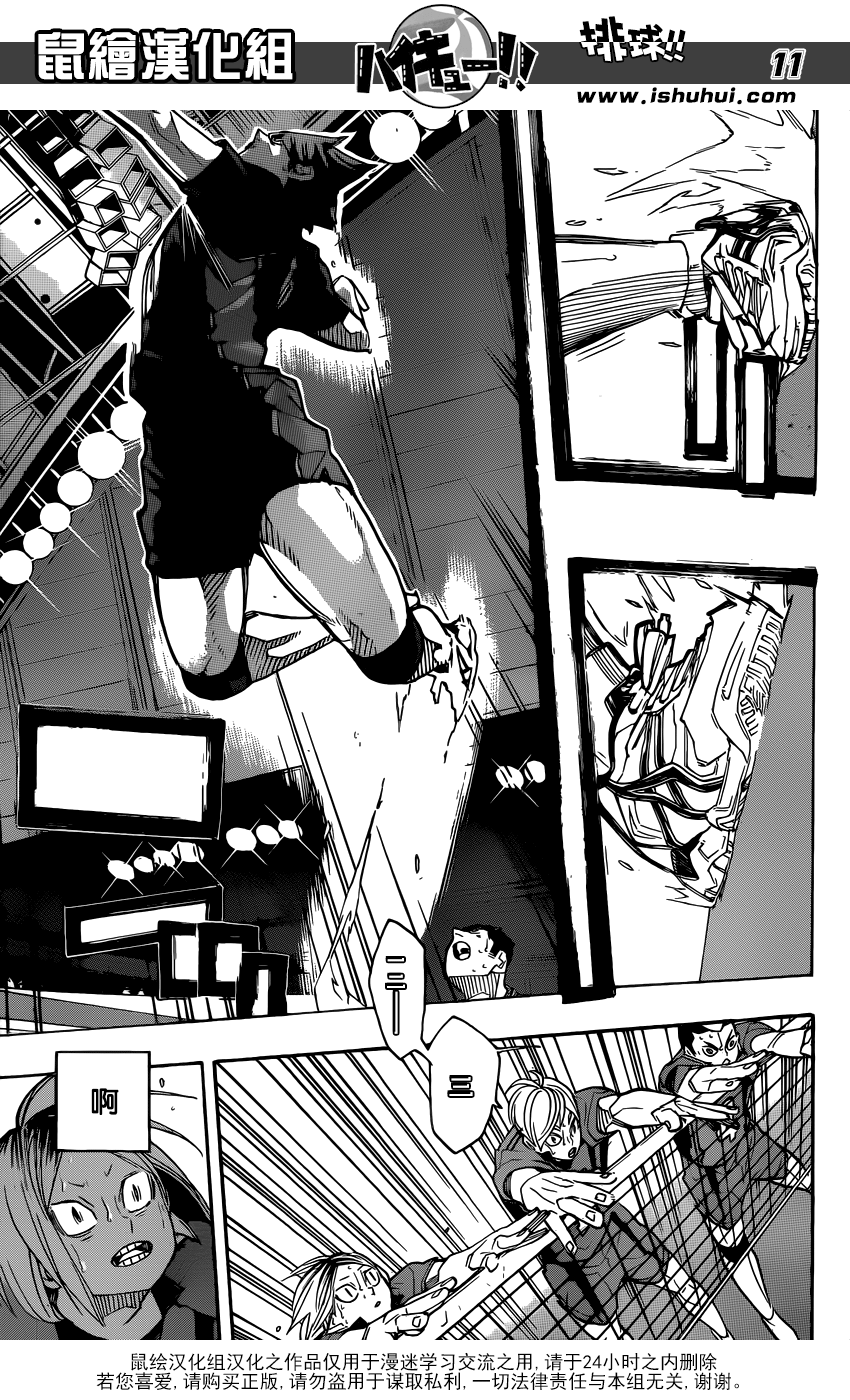 鼠繪漢化組
ハイキュー!!
排球!!
11
www.ishuhui.com
一二
三
啊
鼠绘汉化组汉化之作品仅用于漫迷学习交流之用, 请于24小时之内删除
若您喜爱, 请购买正版, 请勿盗用于谋取私利, 一切法律责任与本组无关, 谢谢。